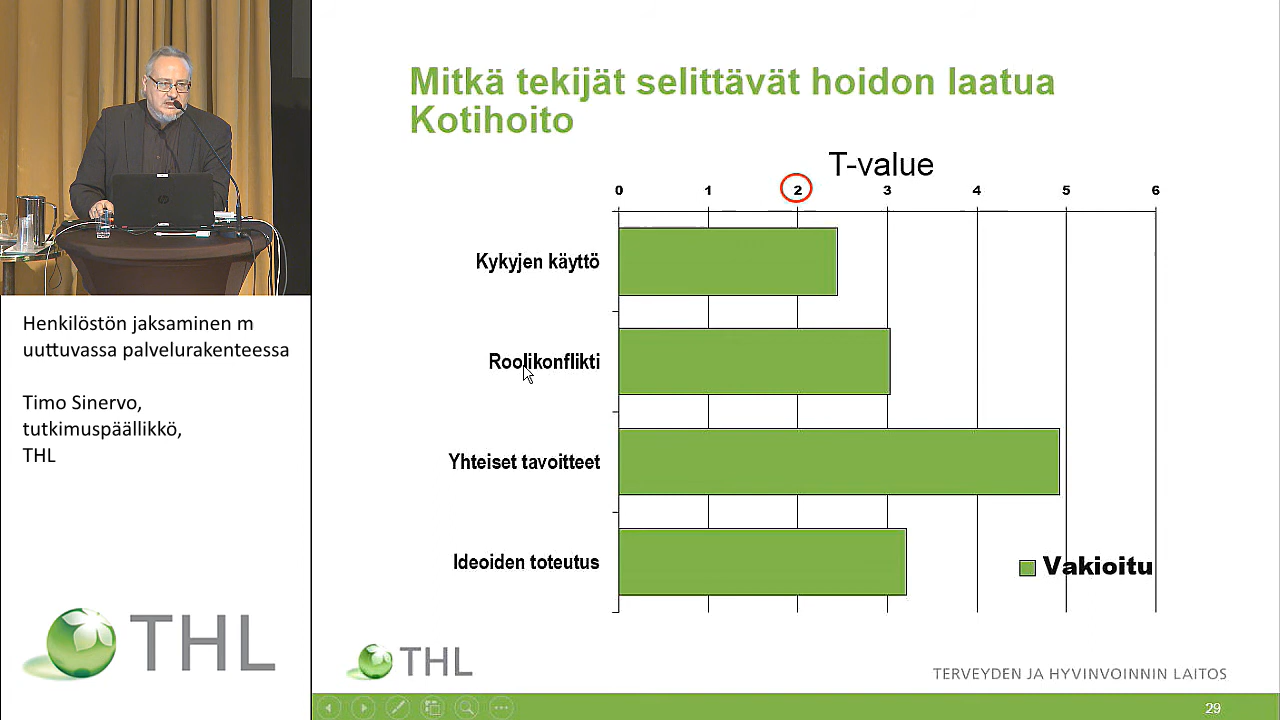 Mitkä tekijät selittävät hoidon laatua
Kotihoito
T-value
0 1 2 3 4 5 6
Kykyjen käyttö
Roolikonflikti
Yhteiset tavoitteet
Ideoiden toteutus
Vakioitu
THL
TERVEYDEN JA HYVINVOINNIN LAITOS
29
Henkilöstön jaksaminen m
uuttuvassa palvelurakenteessa
Timo Sinervo,
tutkimuspäällikkö,
THL
THL